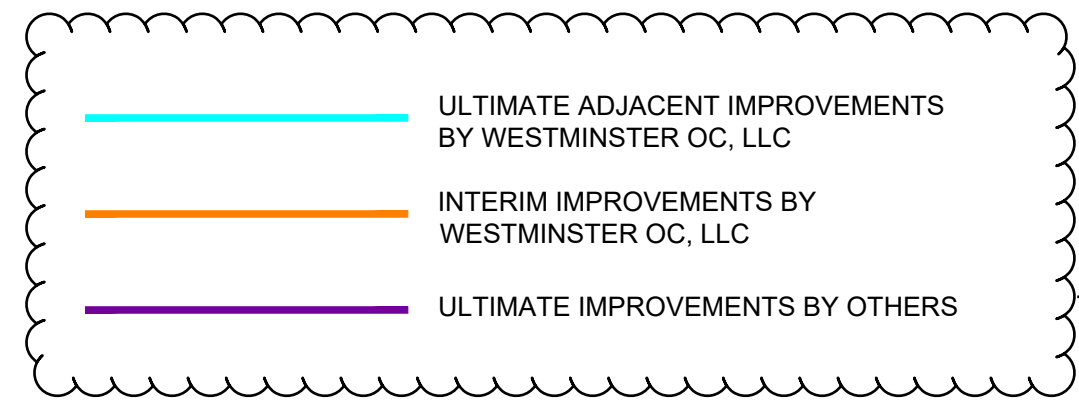 ULTIMATE ADJACENT IMPROVEMENTS
BY WESTMINSTER OC, LLC
INTERIM IMPROVEMENTS BY
WESTMINSTER OC, LLC
ULTIMATE IMPROVEMENTS BY OTHERS